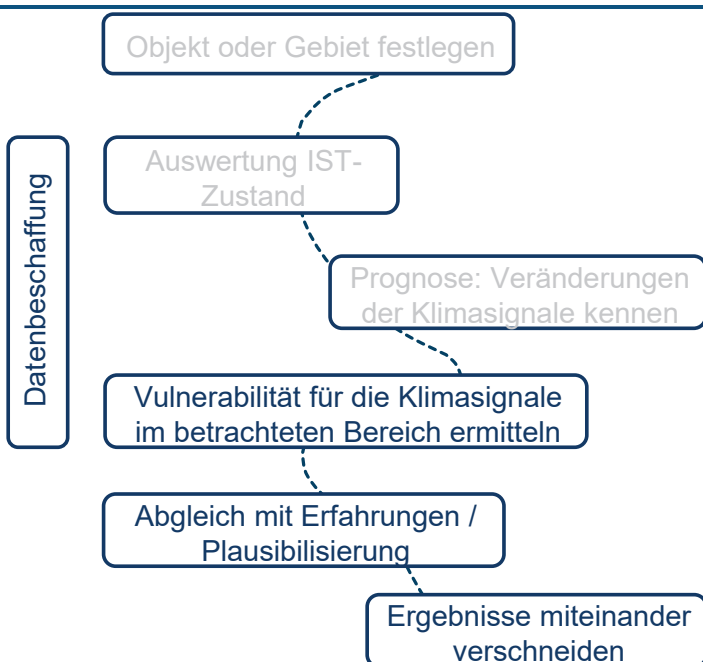 Objekt oder Gebiet festlegen
Auswertung IST-
Zustand
Datenbeschaffung
Prognose: Veränderungen
der Klimasignale kennen
Vulnerabilität für die Klimasignale
im betrachteten Bereich ermitteln
Abgleich mit Erfahrungen /
Plausibilisierung
Ergebnisse miteinander
verschneiden